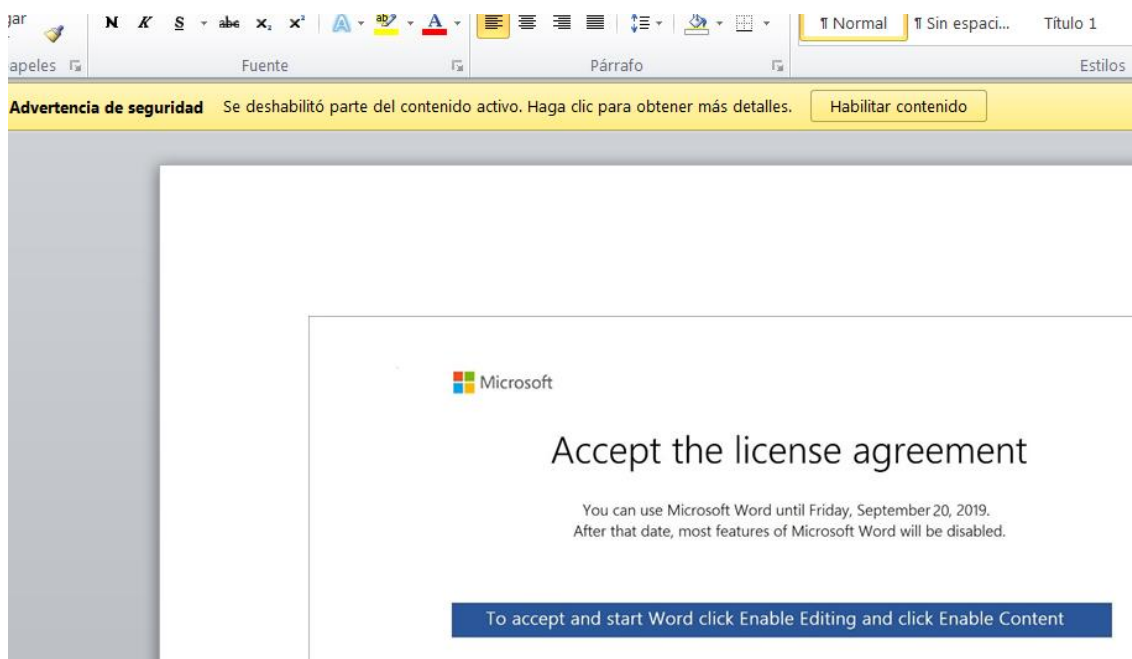 N K S abc x₂ x² A ab A
¶ Normal ¶ Sin espaci... Título 1
Fuente Párrafo Estilos
Advertencia de seguridad Se deshabilitó parte del contenido activo. Haga clic para obtener más detalles. Habilitar contenido
Microsoft
Accept the license agreement
You can use Microsoft Word until Friday, September 20, 2019.
After that date, most features of Microsoft Word will be disabled.
To accept and start Word click Enable Editing and click Enable Content